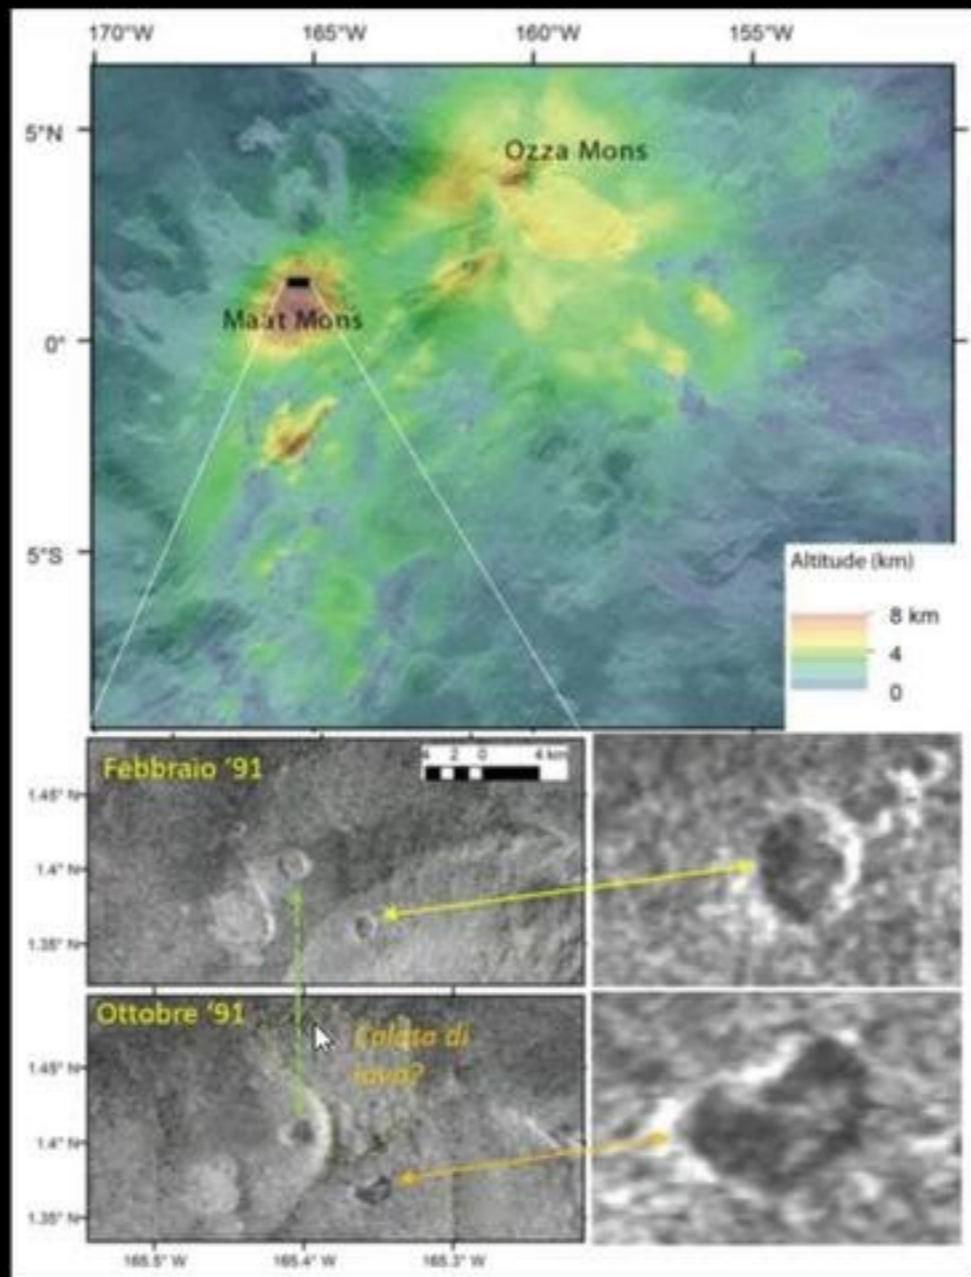 170°W 165°W 160°W 155°W
5°N
Ozza Mons
Maat Mons
0°
5°S
Altitude (km)
8 km
4
0
Febbraio '91
4 2 0 4 km
1.45° N
1.4° N
1.35° N
Ottobre '91
Colata di
lava?
1.45° N
1.4° N
1.35° N
165.5° W 165.4° W 165.3° W